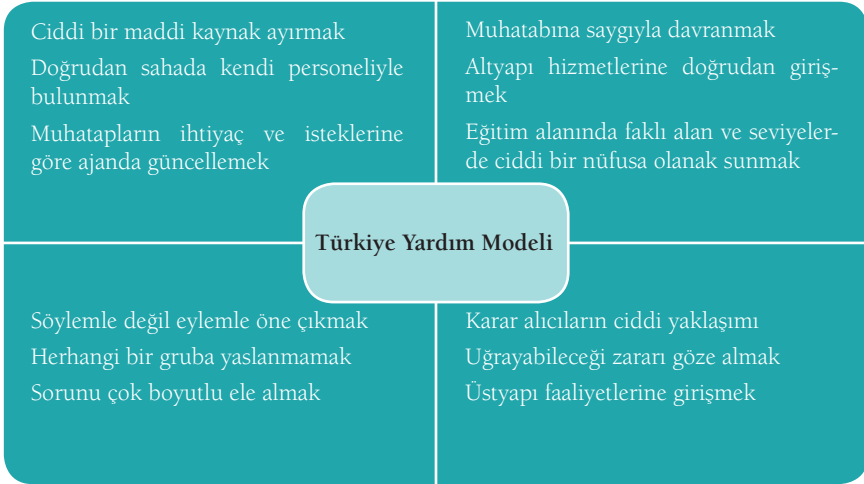 Ciddi bir maddi kaynak ayırmak
Doğrudan sahada kendi personeliyle
bulunmak
Muhatapların ihtiyaç ve isteklerine
göre ajanda güncellemek
Muhatabına saygıyla davranmak
Altyapı hizmetlerine doğrudan giriş-
mek
Eğitim alanında faklı alan ve seviyeler-
de ciddi bir nüfusa olanak sunmak
Türkiye Yardım Modeli
Söylemle değil eylemle öne çıkmak
Herhangi bir gruba yaslanmamak
Sorunu çok boyutlu ele almak
Karar alıcıların ciddi yaklaşımı
Uğrayabileceği zararı göze almak
Üstyapı faaliyetlerine girişmek